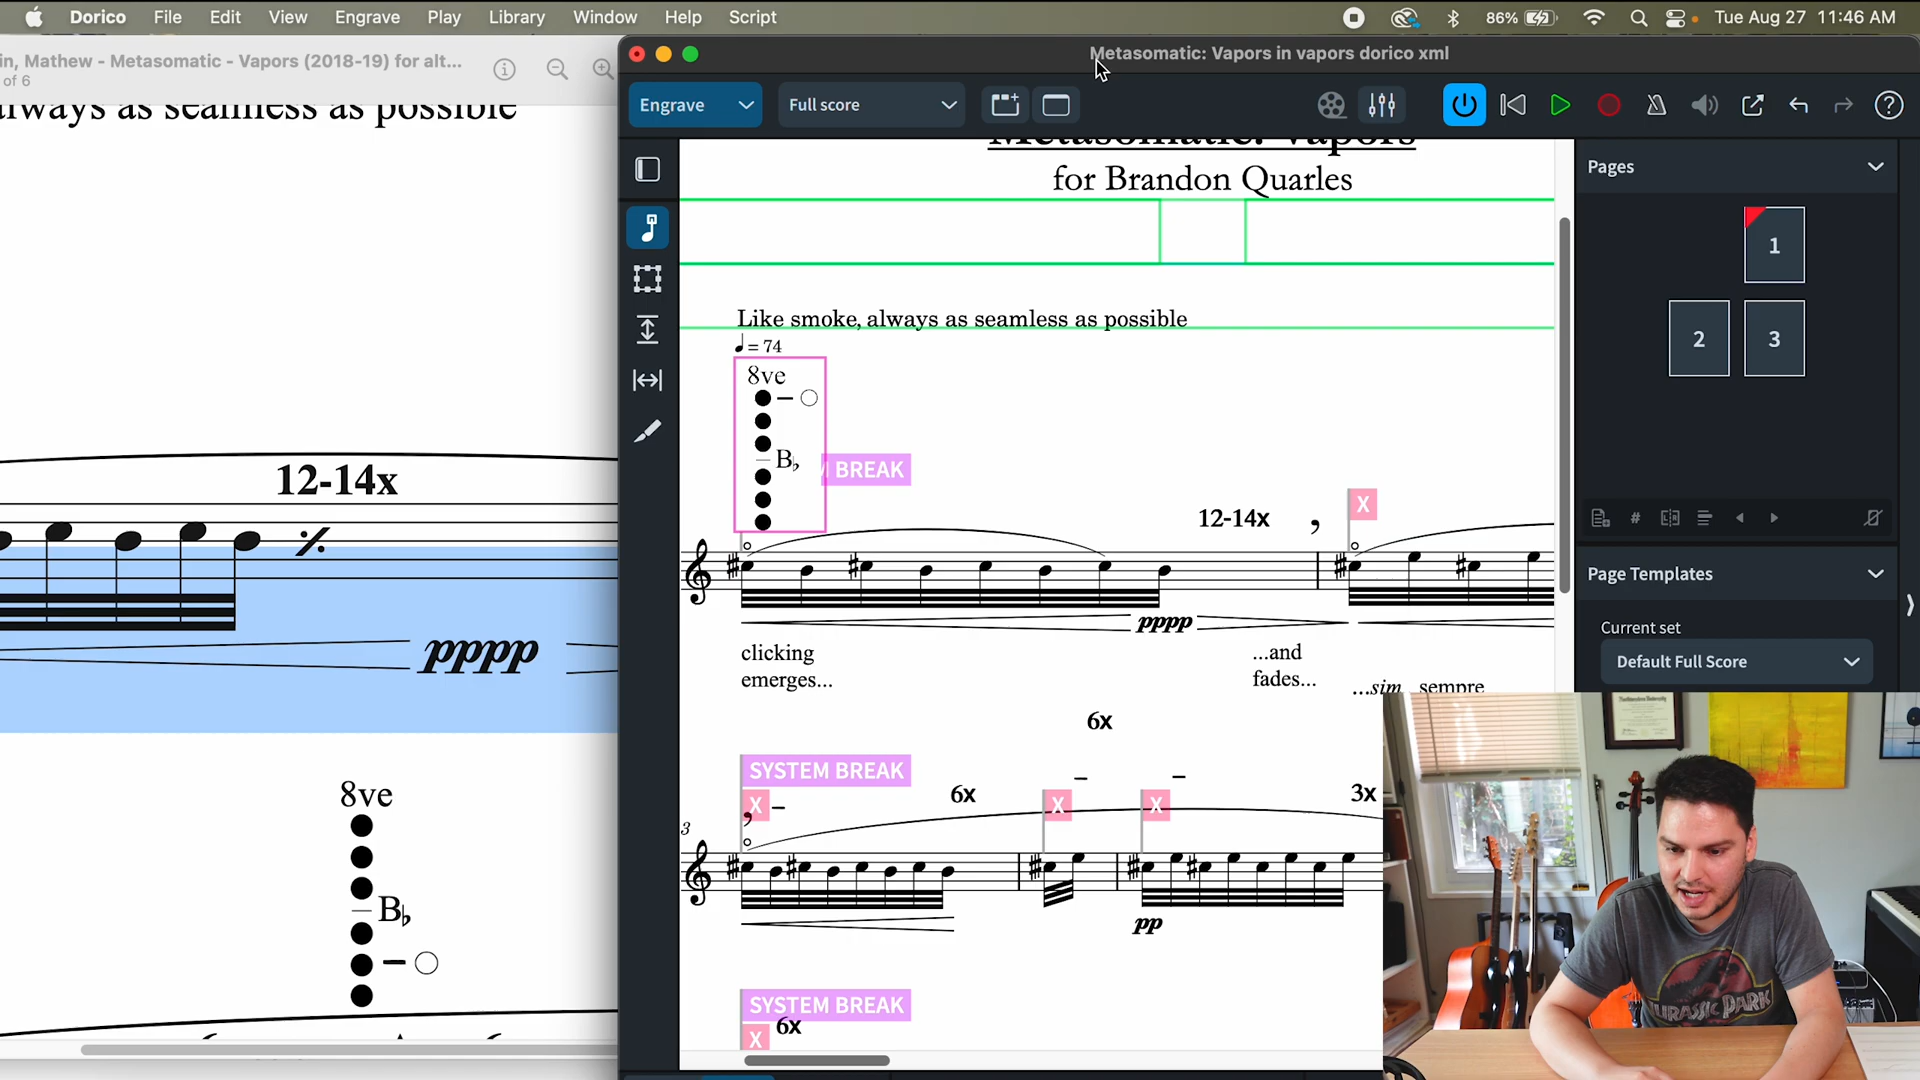 Dorico File Edit View Engrave Play Library Window Help Script
86% Tue Aug 27 11:46 AM
in, Mathew - Metasomatic - Vapors (2018-19) for alt...
of 6
always as seamless as possible
12-14x
pppp
8ve
B♭
Metasomatic: Vapors in vapors dorico xml
Engrave
Full score
Metasomatic: Vapors
for Brandon Quarles
Like smoke, always as seamless as possible
= 74
8ve
B♭
BREAK
12-14x
X
pppp
clicking
emerges...
...and
fades...
...sim sempre
6x
SYSTEM BREAK
X
6x
X
X
3x
3
pp
SYSTEM BREAK
X
6x
Pages
1
2
3
#
Page Templates
Current set
Default Full Score
JURASSIC PARK